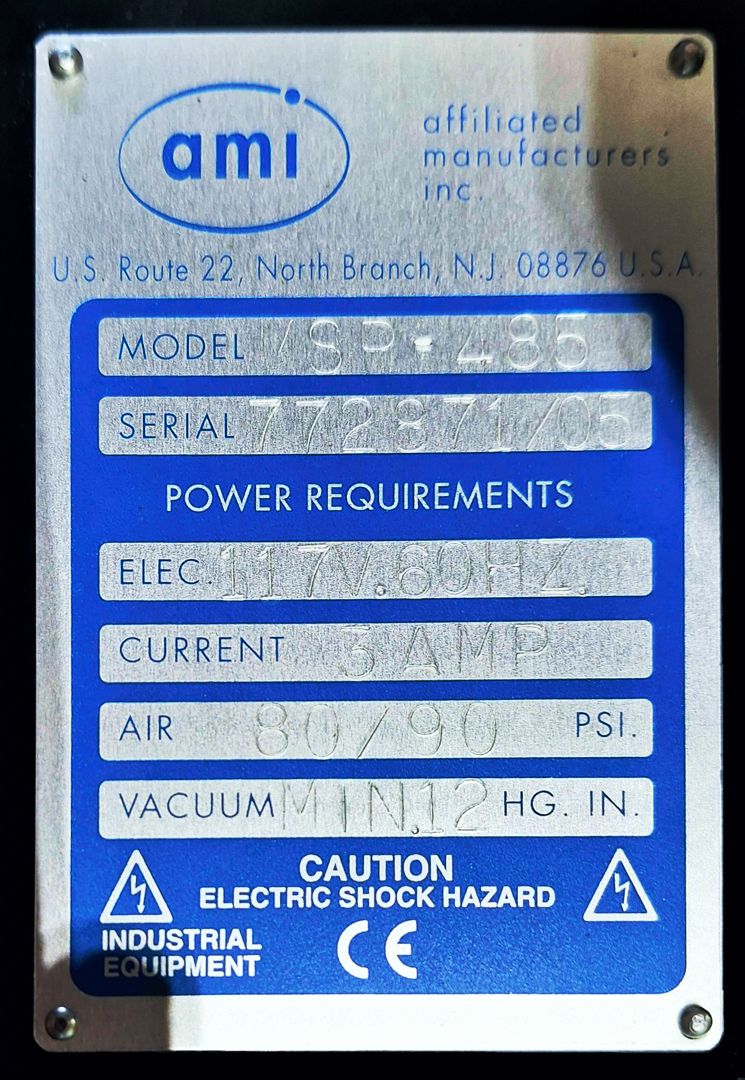 ami
affiliated
manufacturers
inc.
U.S. Route 22, North Branch, N.J. 08876 U.S.A.
MODEL MSP-485
SERIAL 772871/05
POWER REQUIREMENTS
ELEC. 117V.60HZ.
CURRENT 3 AMP
AIR 80/90 PSI.
VACUUM MIN.12 HG. IN.
CAUTION
ELECTRIC SHOCK HAZARD
INDUSTRIAL
EQUIPMENT
CE